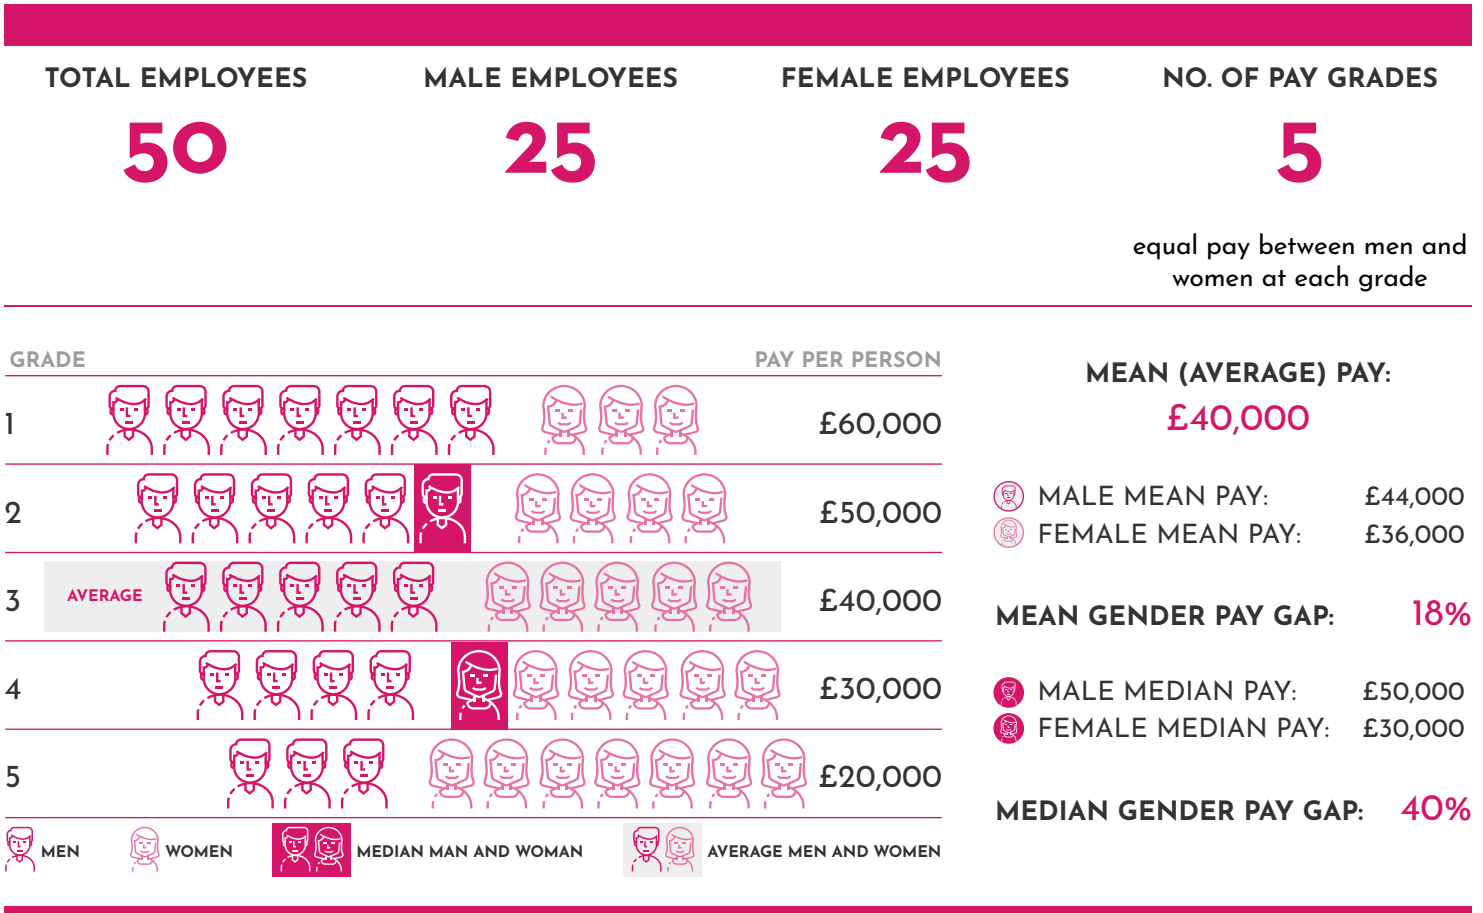 TOTAL EMPLOYEES
50
MALE EMPLOYEES
25
FEMALE EMPLOYEES
25
NO. OF PAY GRADES
5
equal pay between men and
women at each grade
GRADE PAY PER PERSON
1 £60,000
2 £50,000
3 AVERAGE £40,000
4 £30,000
5 £20,000
MEN WOMEN MEDIAN MAN AND WOMAN AVERAGE MEN AND WOMEN
MEAN (AVERAGE) PAY:
£40,000
MALE MEAN PAY: £44,000
FEMALE MEAN PAY: £36,000
MEAN GENDER PAY GAP: 18%
MALE MEDIAN PAY: £50,000
FEMALE MEDIAN PAY: £30,000
MEDIAN GENDER PAY GAP: 40%